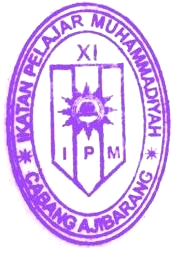 IKATAN PELAJAR MUHAMMADIYAH
XI
I P M
CABANG AJIBARANG